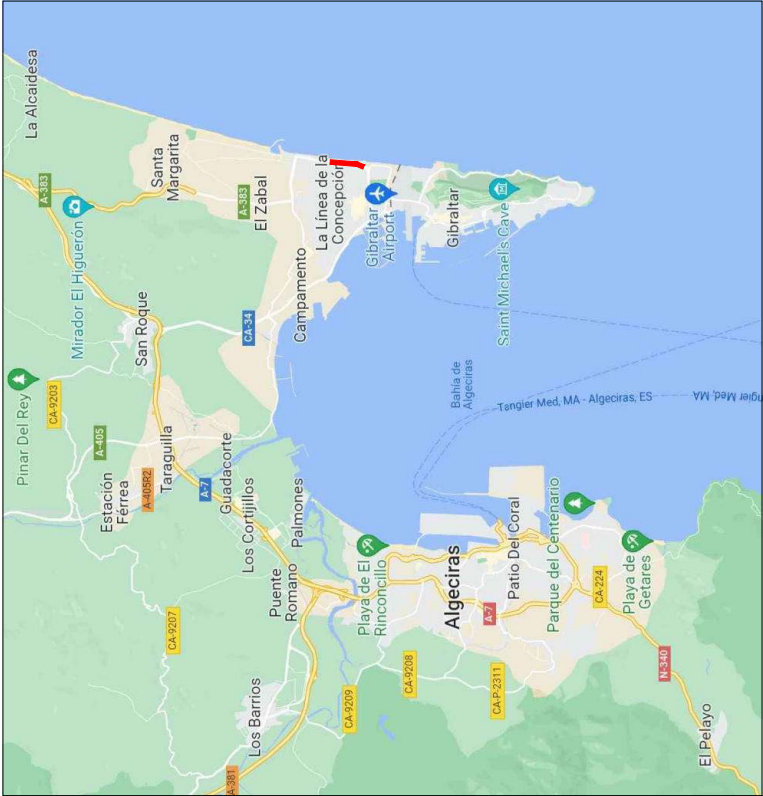 La Alcaidesa
A-383
Santa
Margarita
Mirador El Higuerón
A-383
El Zabal
La Línea de la
Concepción
San Roque
Pinar Del Rey
CA-9203
CA-34
Campamento
Gibraltar
Airport
Gibraltar
Saint Michael's Cave
A-405
Taraguilla
Estación
Férrea
A-405R2
A-7
Guadacorte
Los Cortijillos
Palmones
Bahía de
Algeciras
Tangier Med, MA - Algeciras, ES
Puente
Romano
CA-9207
Los Barrios
A-381
Playa de El
Rinconcillo
Algeciras
CA-9209
CA-9208
A-7
CA-P-2311
Patio Del Coral
Parque del Centenario
CA-224
Playa de
Getares
N-340
El Pelayo